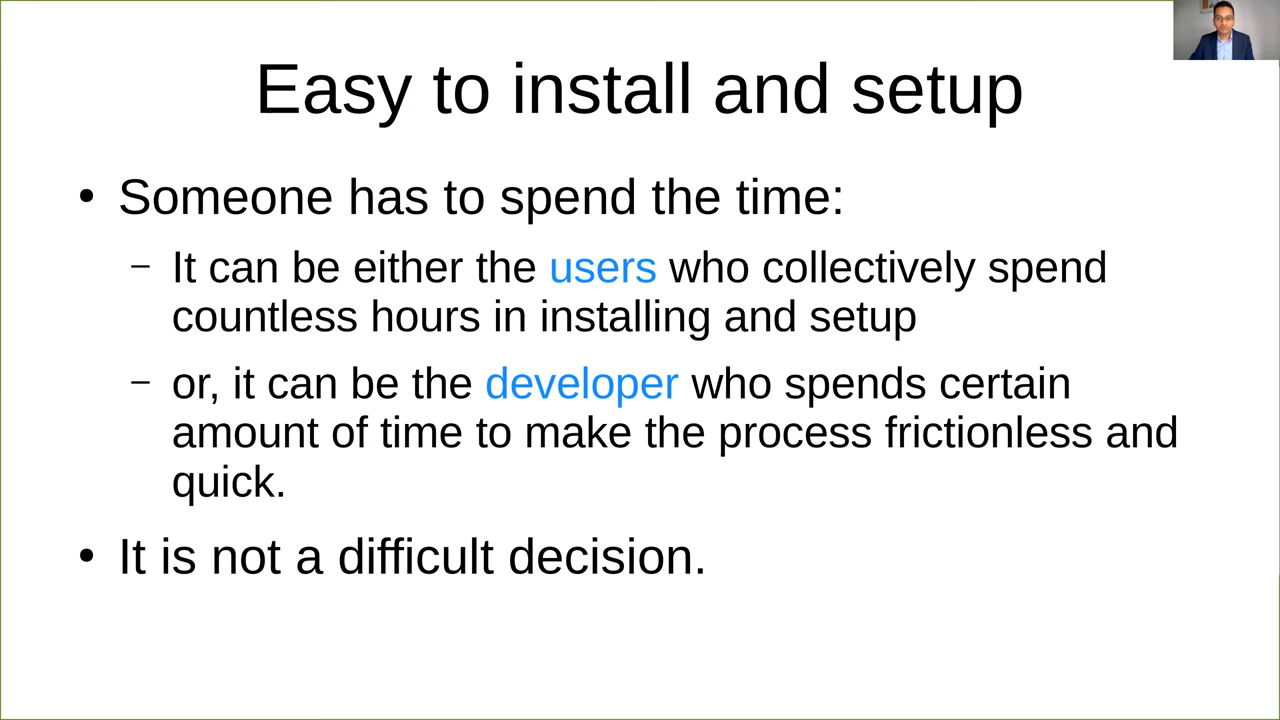 Easy to install and setup
• Someone has to spend the time:
– It can be either the users who collectively spend
countless hours in installing and setup
– or, it can be the developer who spends certain
amount of time to make the process frictionless and
quick.
• It is not a difficult decision.